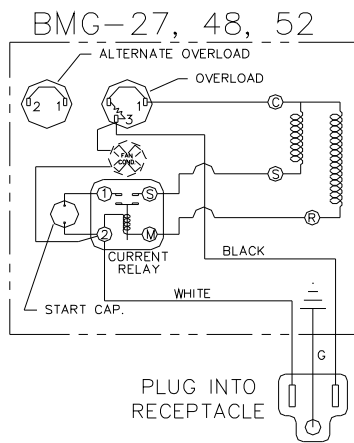 BMG-27, 48, 52
ALTERNATE OVERLOAD
OVERLOAD
2 1
1
3
C
FAN
COND.
S
1 S
R
2 M
CURRENT
RELAY
BLACK
WHITE
START CAP.
G
PLUG INTO
RECEPTACLE